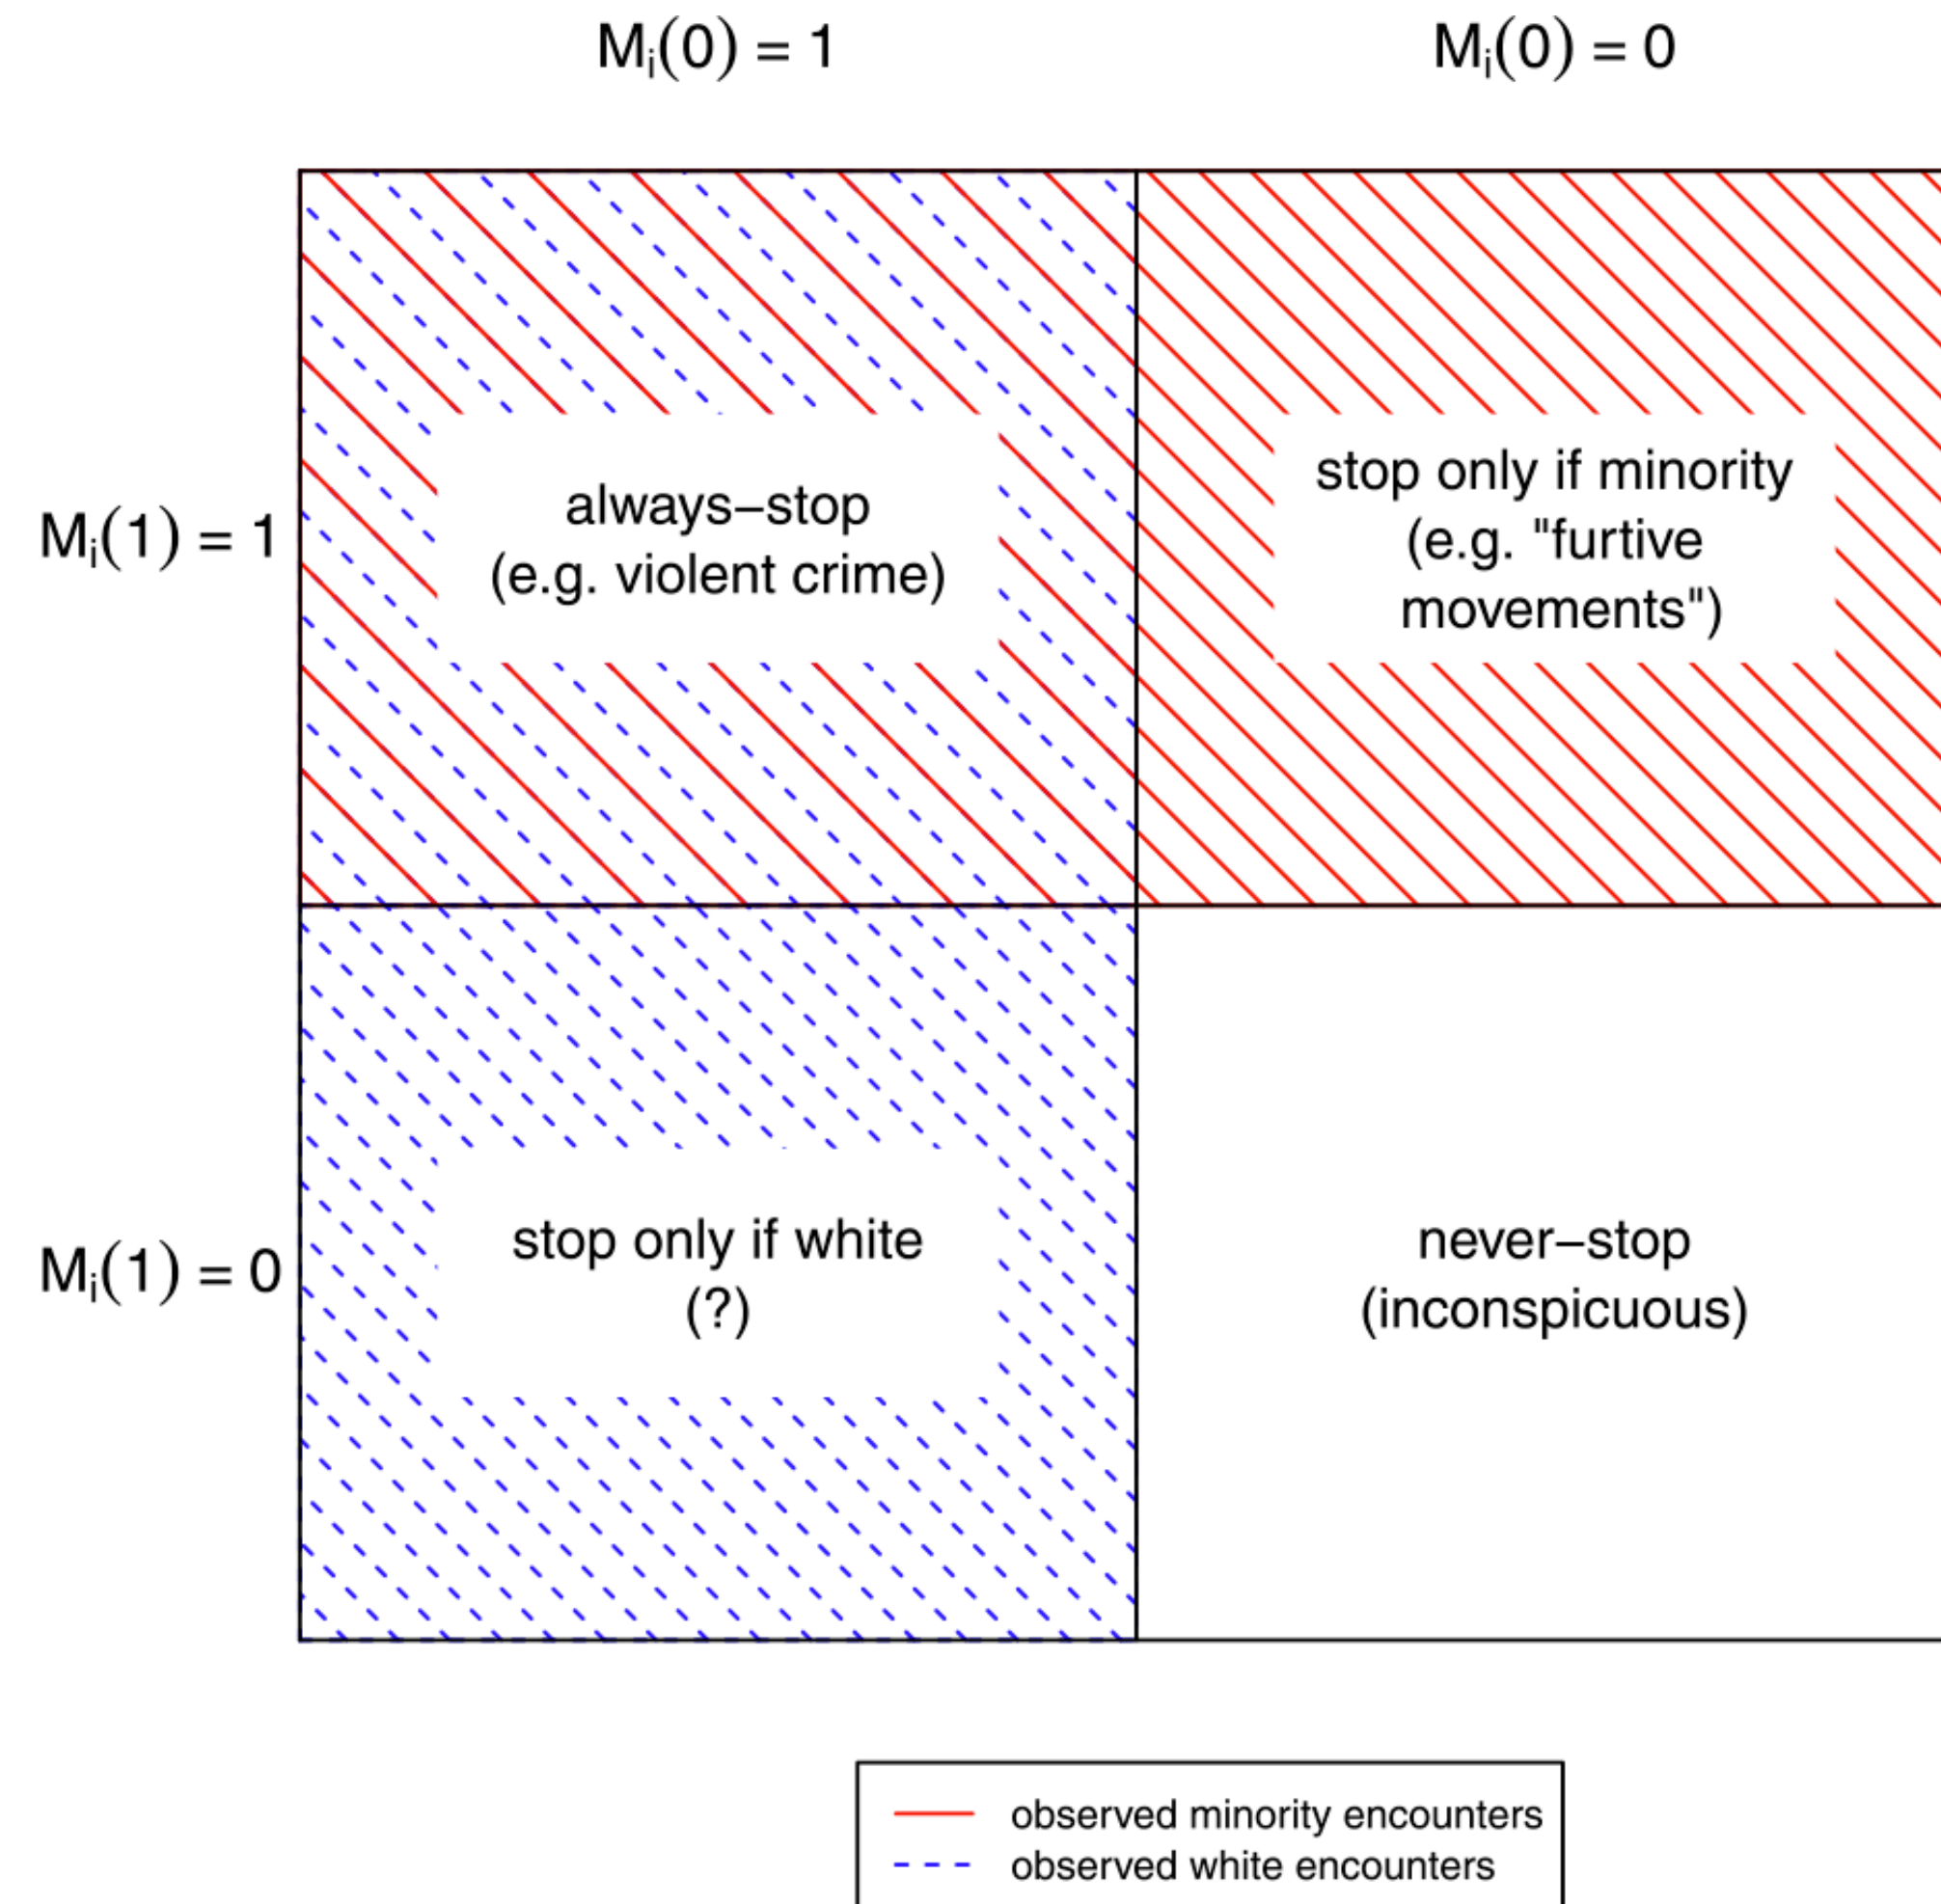 Mᵢ(0) = 1
Mᵢ(0) = 0
Mᵢ(1) = 1
always−stop
(e.g. violent crime)
stop only if minority
(e.g. "furtive
movements")
Mᵢ(1) = 0
stop only if white
(?)
never−stop
(inconspicuous)
observed minority encounters
observed white encounters